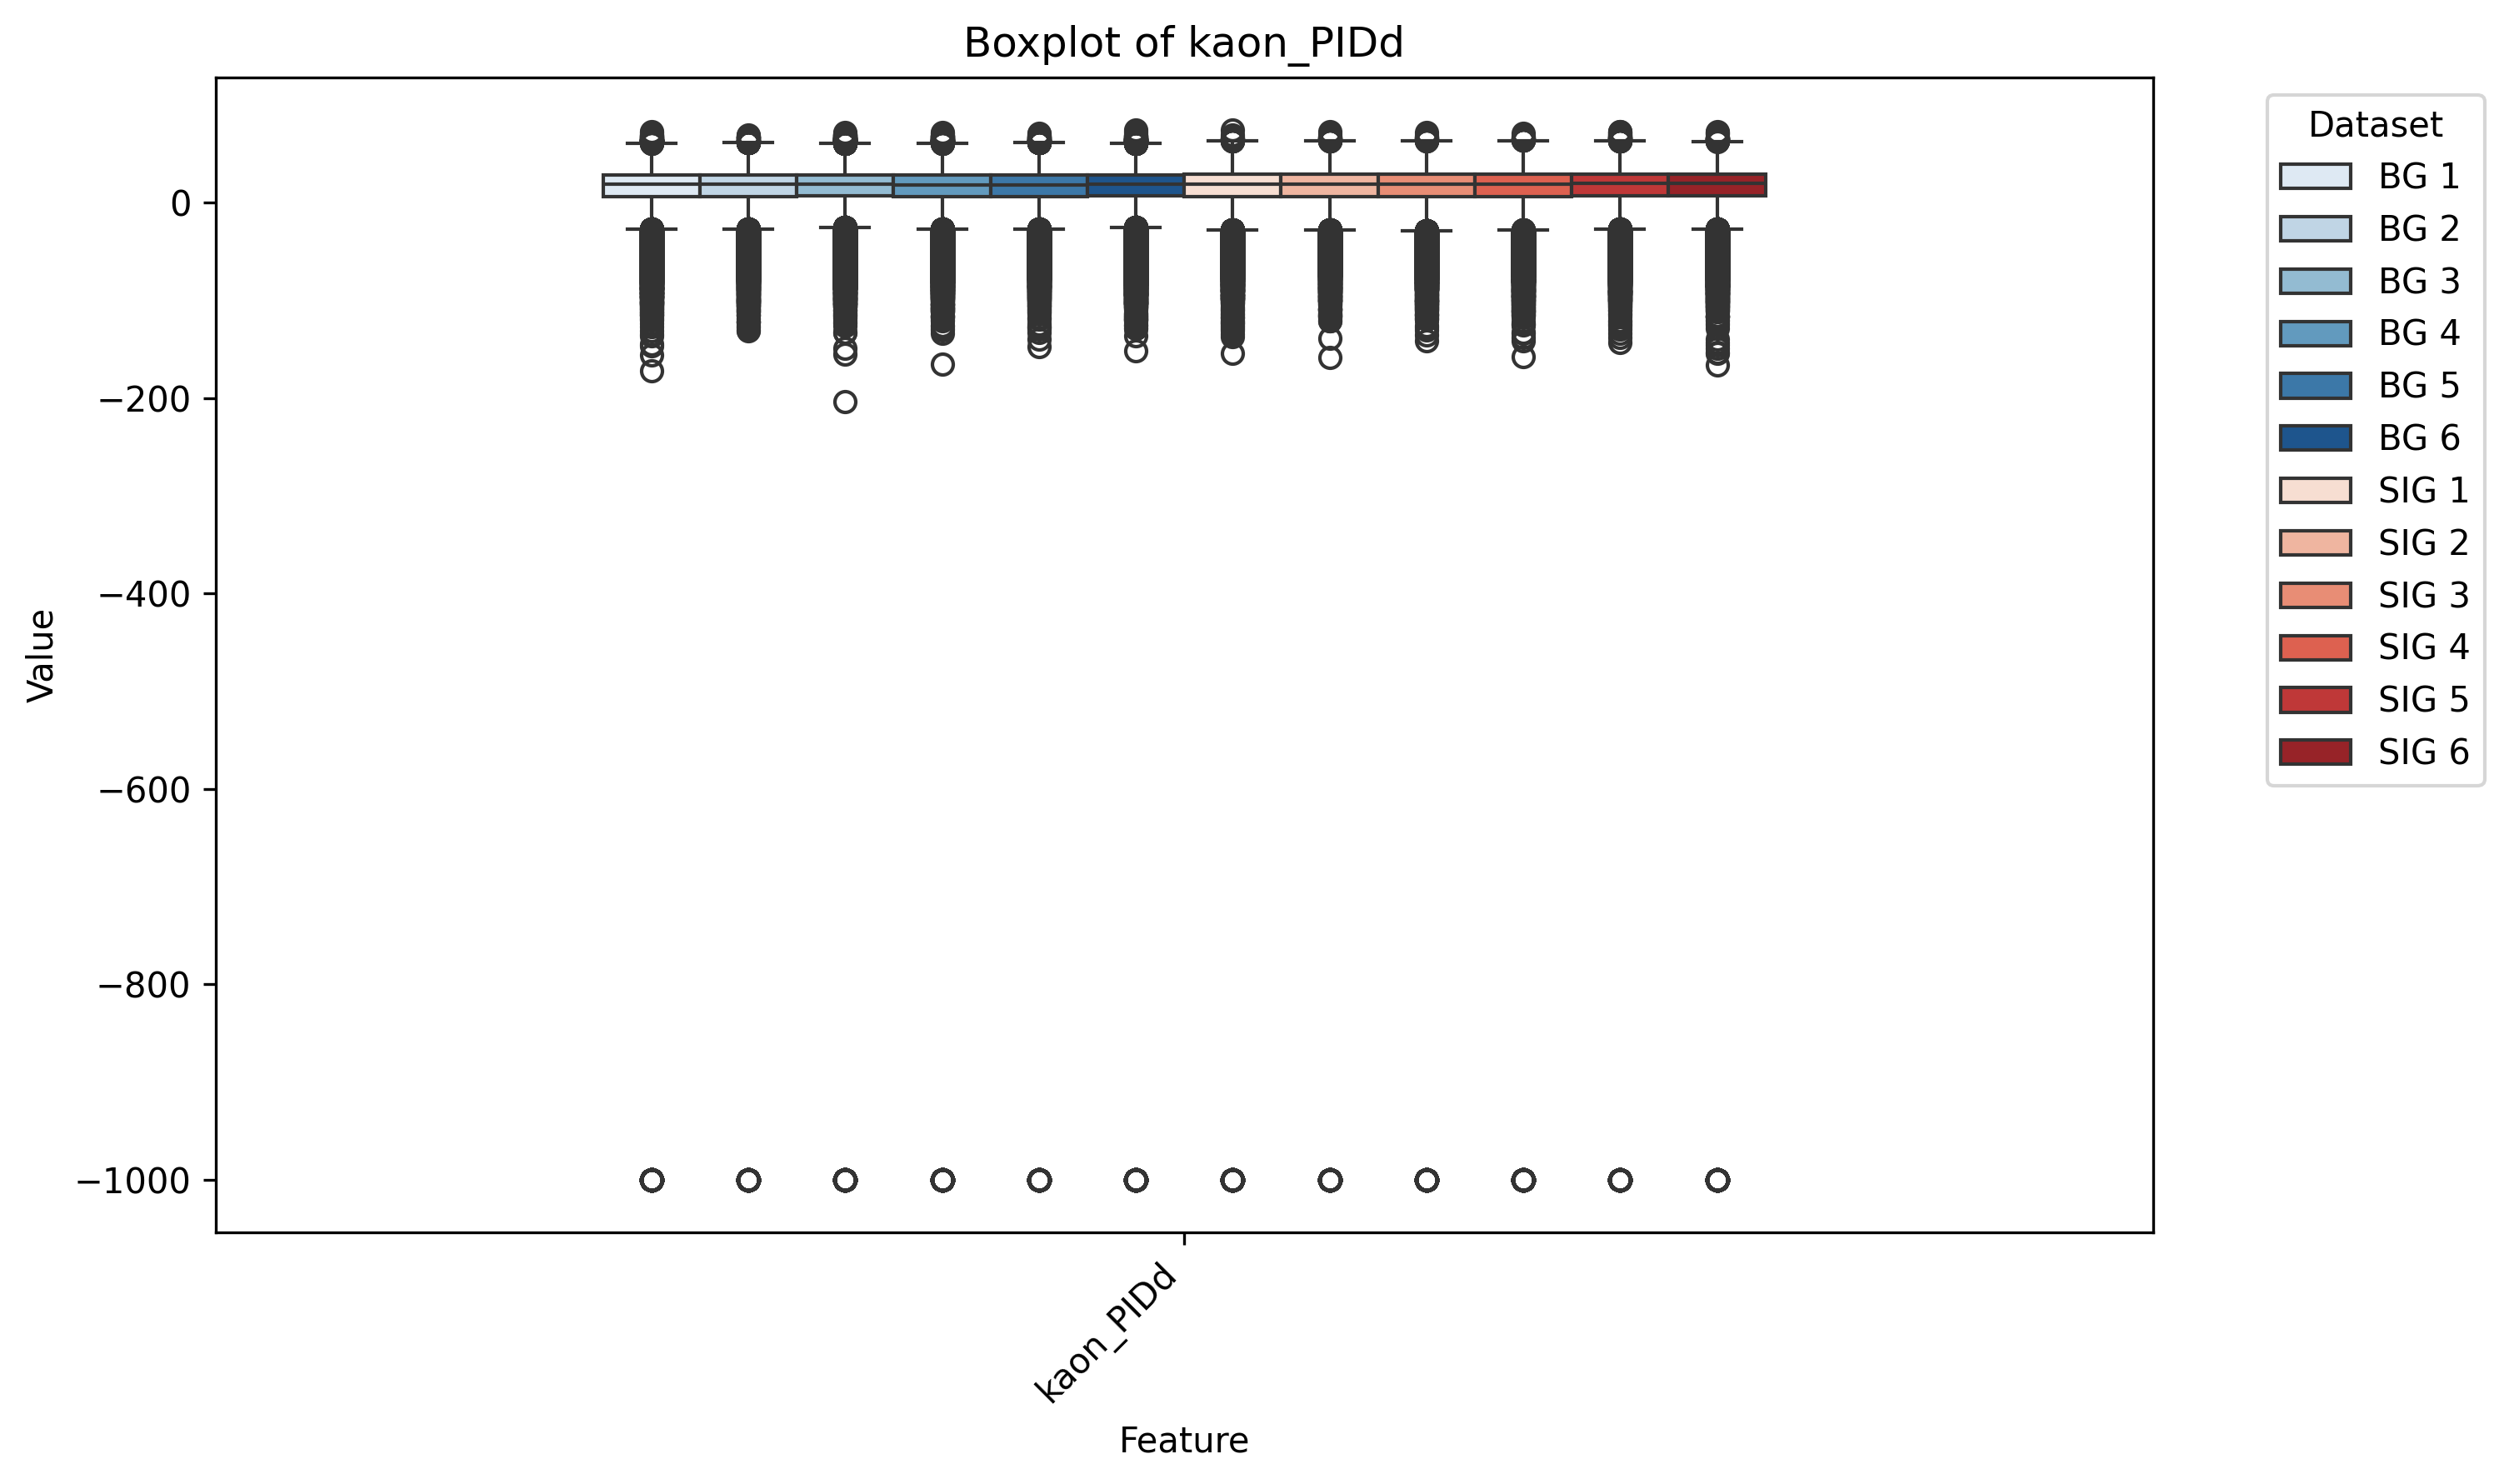 Boxplot of kaon_PIDd
Value
0
−200
−400
−600
−800
−1000
kaon_PIDd
Feature
Dataset
BG 1
BG 2
BG 3
BG 4
BG 5
BG 6
SIG 1
SIG 2
SIG 3
SIG 4
SIG 5
SIG 6